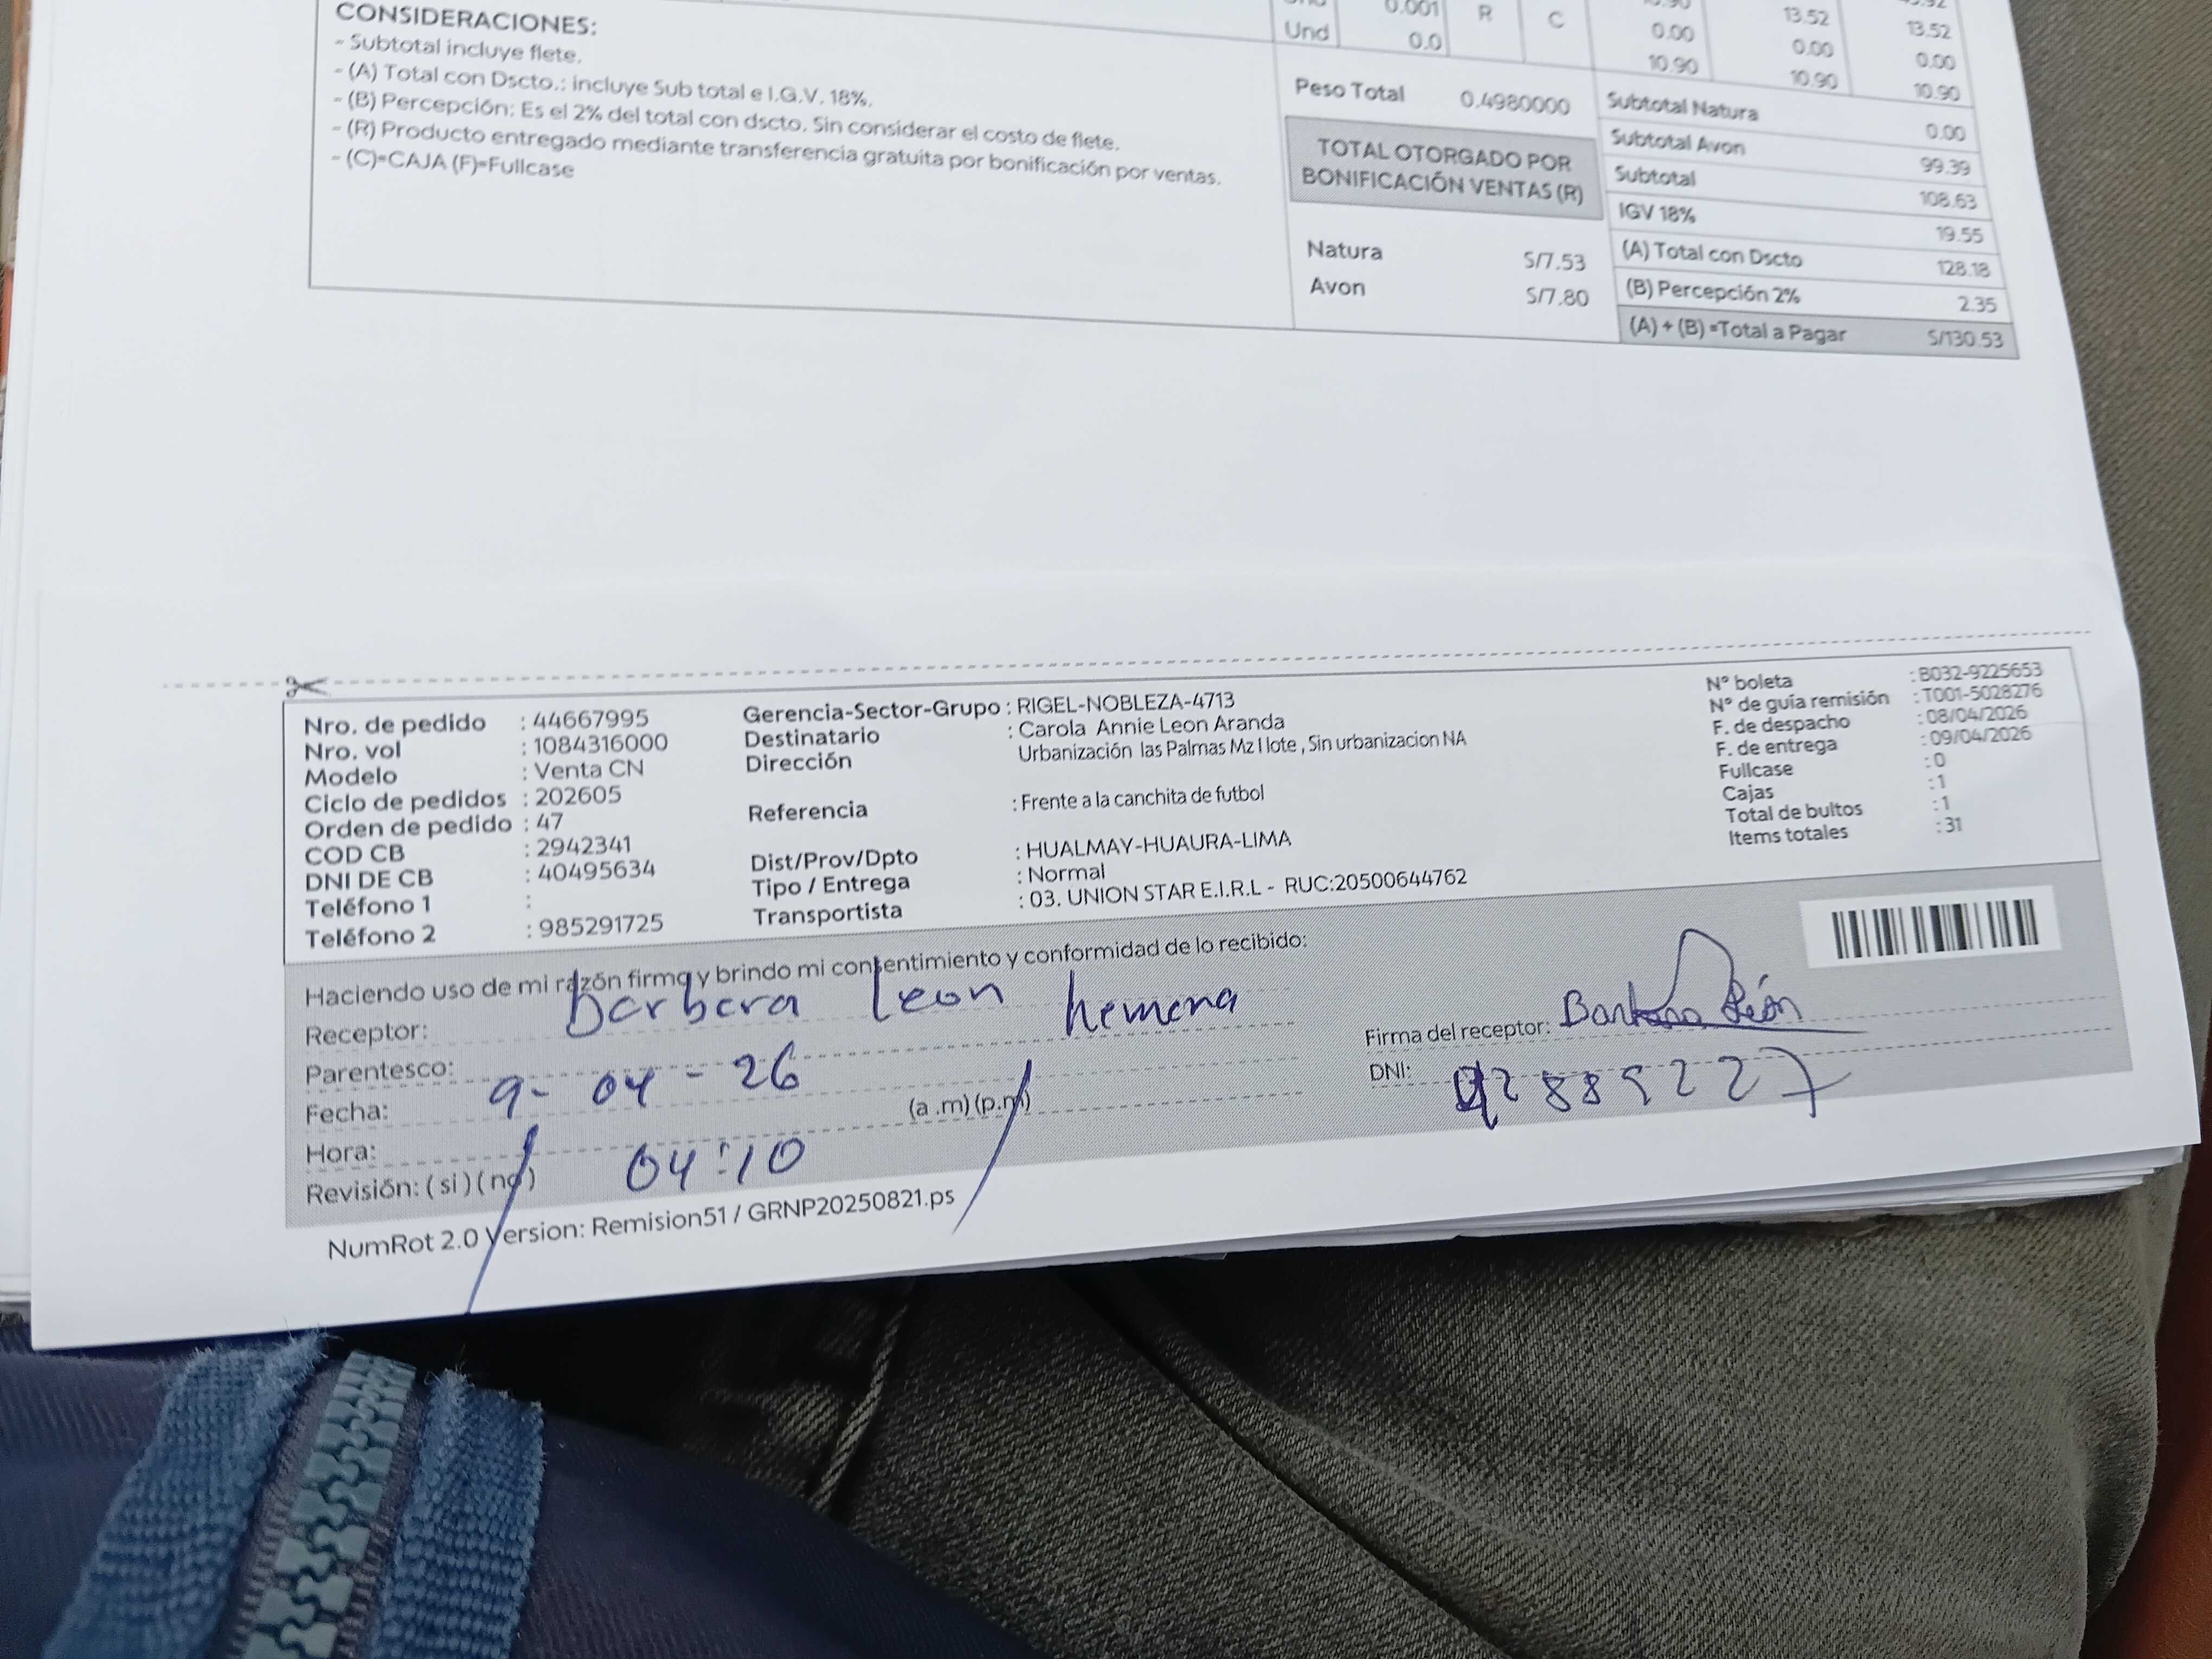 CONSIDERACIONES:
- Subtotal incluye flete.
- (A) Total con Dscto.: incluye Sub total e I.G.V. 18%.
- (B) Percepción: Es el 2% del total con dscto. Sin considerar el costo de flete.
- (R) Producto entregado mediante transferencia gratuita por bonificación por ventas.
- (C)=CAJA (F)=Fullcase
0.001 R C 13.52 13.52
Und 0.0 0.00 0.00 0.00
10.90 10.90 10.90
Peso Total 0.4980000
TOTAL OTORGADO POR
BONIFICACIÓN VENTAS (R)
Natura S/7.53
Avon S/7.80
Subtotal Natura 0.00
Subtotal Avon 99.39
Subtotal 108.63
IGV 18% 19.55
(A) Total con Dscto 128.18
(B) Percepción 2% 2.35
(A) + (B) =Total a Pagar S/130.53
Nro. de pedido : 44667995
Nro. vol : 1084316000
Modelo : Venta CN
Ciclo de pedidos : 202605
Orden de pedido : 47
COD CB : 2942341
DNI DE CB : 40495634
Teléfono 1 :
Teléfono 2 : 985291725
Gerencia-Sector-Grupo : RIGEL-NOBLEZA-4713
Destinatario : Carola Annie Leon Aranda
Dirección Urbanización las Palmas Mz I lote , Sin urbanizacion NA
Referencia : Frente a la canchita de futbol
Dist/Prov/Dpto : HUALMAY-HUAURA-LIMA
Tipo / Entrega : Normal
Transportista : 03. UNION STAR E.I.R.L - RUC:20500644762
N° boleta : B032-9225653
N° de guía remisión : T001-5028276
F. de despacho : 08/04/2026
F. de entrega : 09/04/2026
Fullcase : 0
Cajas : 1
Total de bultos : 1
Items totales : 31
Haciendo uso de mi razón firmo y brindo mi consentimiento y conformidad de lo recibido:
Receptor: barbara leon
Parentesco: hemena
Fecha: 9-04-26
Hora: 04:10 (a .m) (p.m)
Revisión: ( si ) ( no )
Firma del receptor: Barbara León
DNI: 
NumRot 2.0 Version: Remision51 / GRNP20250821.ps